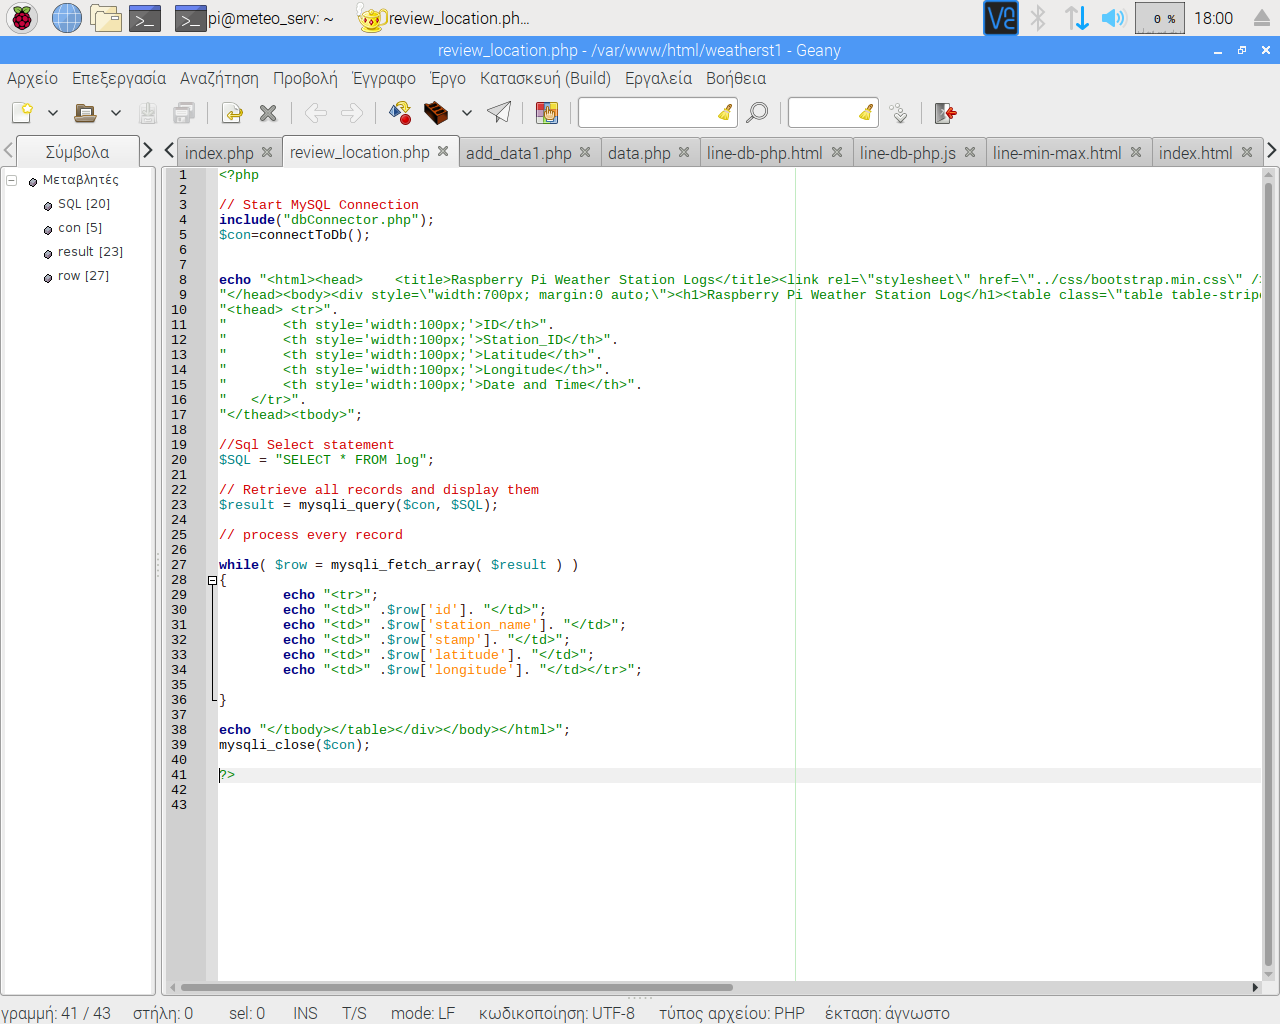 pi@meteo_serv: ~
review_location.ph...
0 %
18:00
review_location.php - /var/www/html/weatherst1 - Geany
Αρχείο Επεξεργασία Αναζήτηση Προβολή Έγγραφο Έργο Κατασκευή (Build) Εργαλεία Βοήθεια
Σύμβολα
index.php
review_location.php
add_data1.php
data.php
line-db-php.html
line-db-php.js
line-min-max.html
index.html
Μεταβλητές
SQL [20]
con [5]
result [23]
row [27]
1 <?php
2
3 // Start MySQL Connection
4 include("dbConnector.php");
5 $con=connectToDb();
6
7
8 echo "<html><head>    <title>Raspberry Pi Weather Station Logs</title><link rel=\"stylesheet\" href=\"../css/bootstrap.min.css\" />
9 "</head><body><div style=\"width:700px; margin:0 auto;\"><h1>Raspberry Pi Weather Station Log</h1><table class=\"table table-stripe
10 "<thead> <tr>".
11 "       <th style='width:100px;'>ID</th>".
12 "       <th style='width:100px;'>Station_ID</th>".
13 "       <th style='width:100px;'>Latitude</th>".
14 "       <th style='width:100px;'>Longitude</th>".
15 "       <th style='width:100px;'>Date and Time</th>".
16 "   </tr>".
17 "</thead><tbody>";
18
19 //Sql Select statement
20 $SQL = "SELECT * FROM log";
21
22 // Retrieve all records and display them
23 $result = mysqli_query($con, $SQL);
24
25 // process every record
26
27 while( $row = mysqli_fetch_array( $result ) )
28 {
29         echo "<tr>";
30         echo "<td>" .$row['id']. "</td>";
31         echo "<td>" .$row['station_name']. "</td>";
32         echo "<td>" .$row['stamp']. "</td>";
33         echo "<td>" .$row['latitude']. "</td>";
34         echo "<td>" .$row['longitude']. "</td></tr>";
35
36 }
37
38 echo "</tbody></table></div></body></html>";
39 mysqli_close($con);
40
41 ?>
42
43
γραμμή: 41 / 43 στήλη: 0 sel: 0 INS T/S mode: LF κωδικοποίηση: UTF-8 τύπος αρχείου: PHP έκταση: άγνωστο